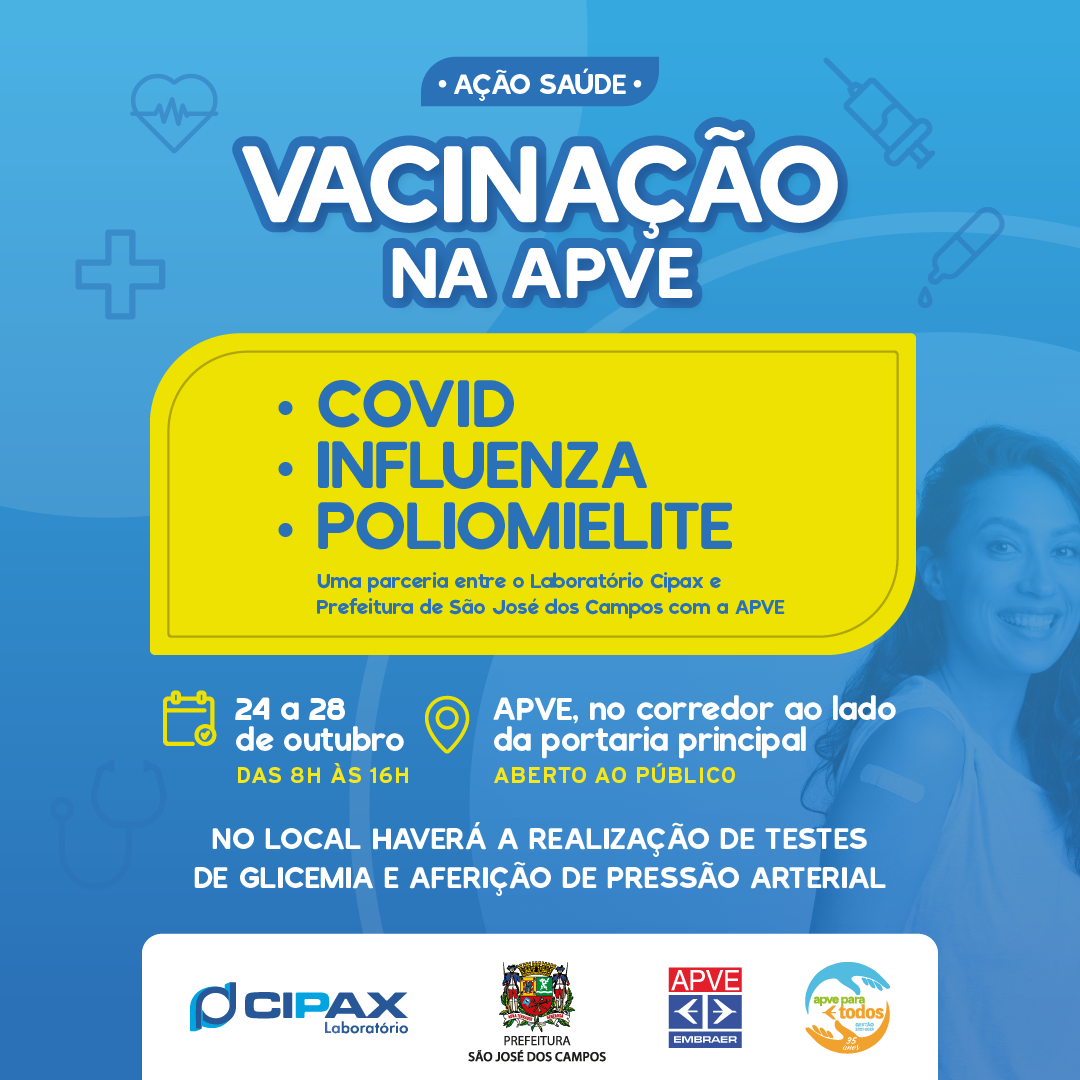 • AÇÃO SAÚDE •
VACINAÇÃO
NA APVE
• COVID
• INFLUENZA
• POLIOMIELITE
Uma parceria entre o Laboratório Cipax e
Prefeitura de São José dos Campos com a APVE
24 a 28
de outubro
DAS 8H ÀS 16H
APVE, no corredor ao lado
da portaria principal
ABERTO AO PÚBLICO
NO LOCAL HAVERÁ A REALIZAÇÃO DE TESTES
DE GLICEMIA E AFERIÇÃO DE PRESSÃO ARTERIAL
CIPAX
Laboratório
PREFEITURA
SÃO JOSÉ DOS CAMPOS
APVE
EMBRAER
apve para
todos
GESTÃO
35
anos